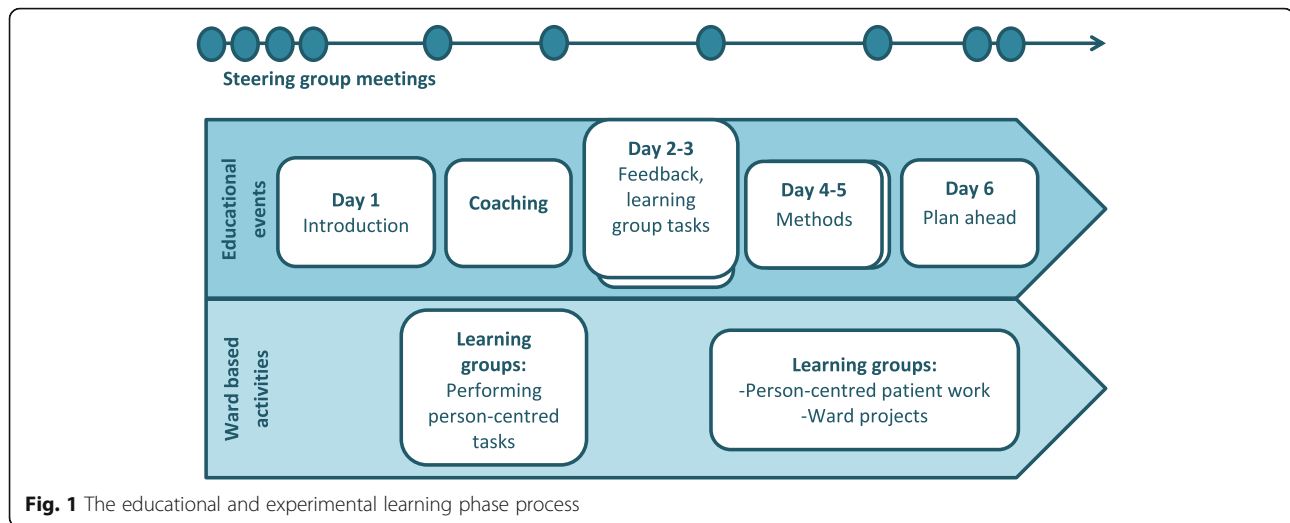 Steering group meetings
Educational
events
Day 1
Introduction
Coaching
Day 2-3
Feedback,
learning
group tasks
Day 4-5
Methods
Day 6
Plan ahead
Ward based
activities
Learning
groups:
Performing
person-centred
tasks
Learning groups:
-Person-centred patient work
-Ward projects
Fig. 1 The educational and experimental learning phase process